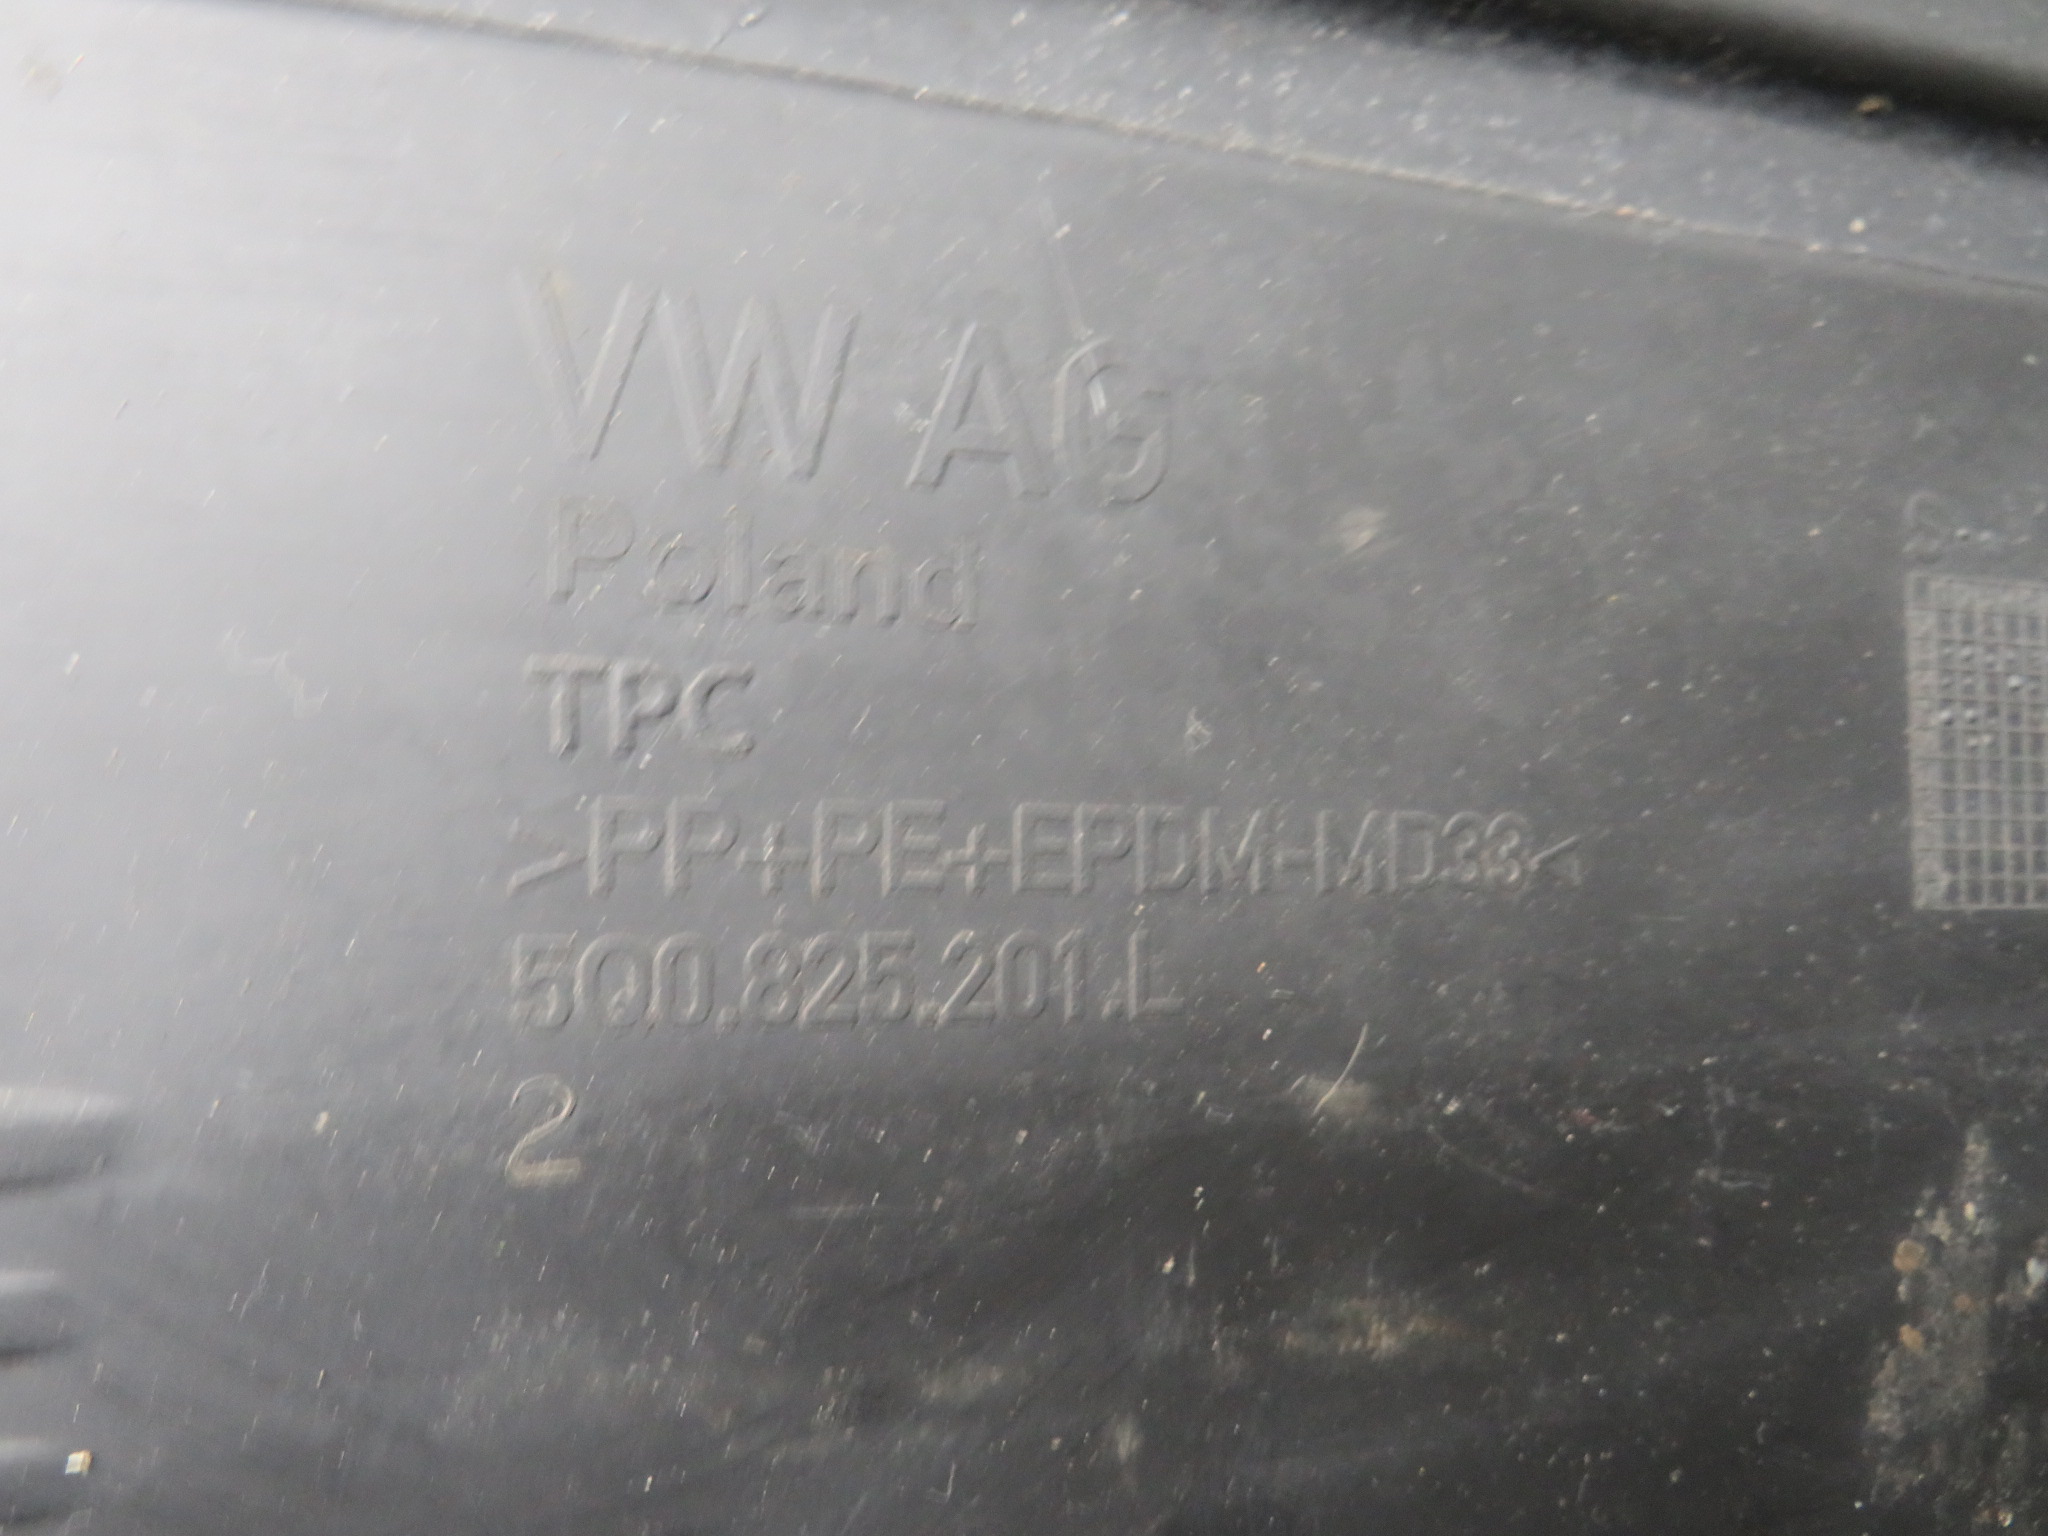 VW AG
Poland
TPC
>PP+PE+EPDM-MD33<
5Q0.825.201.L
2